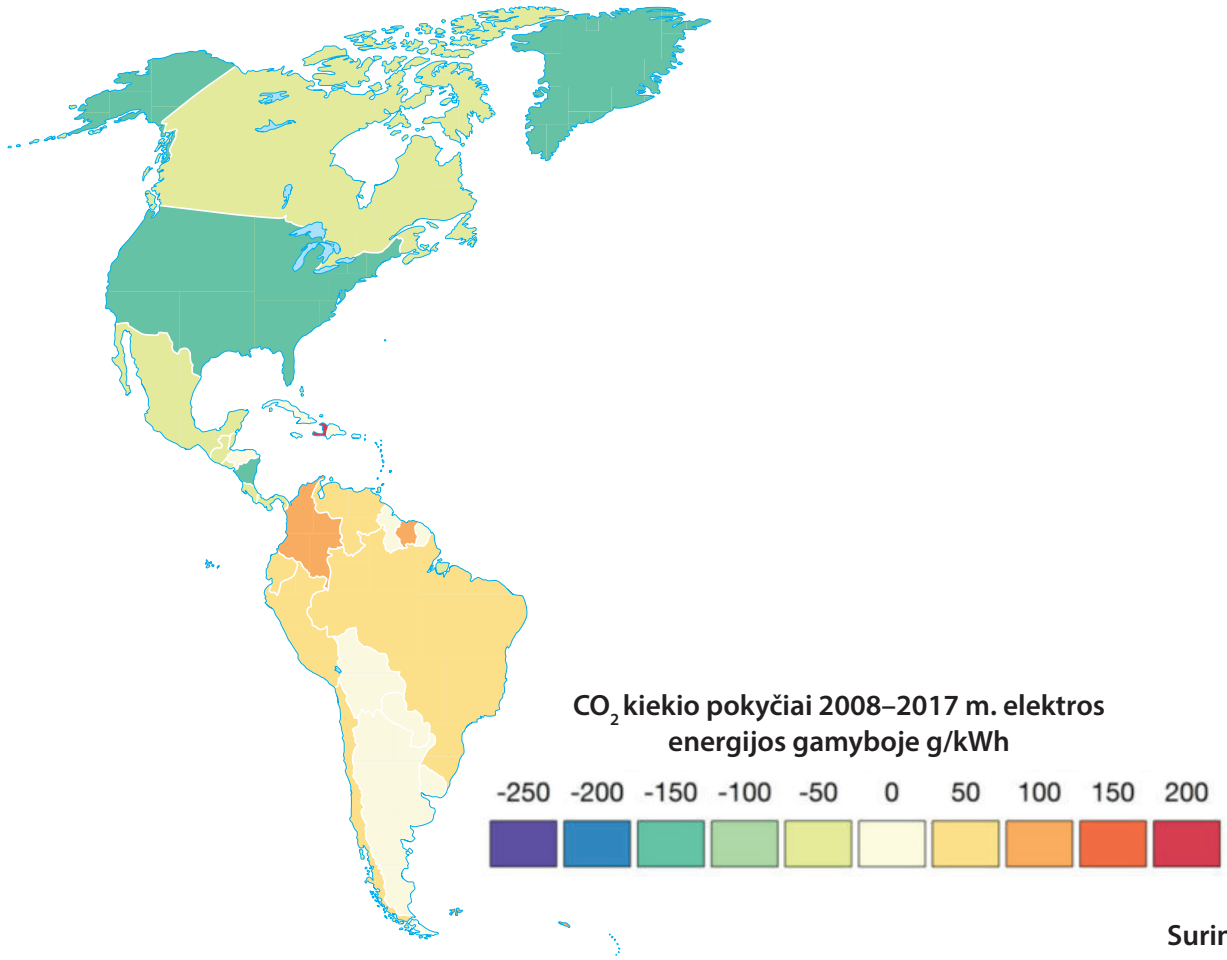 CO₂ kiekio pokyčiai 2008–2017 m. elektros
energijos gamyboje g/kWh
-250 -200 -150 -100 -50 0 50 100 150 200
Surin